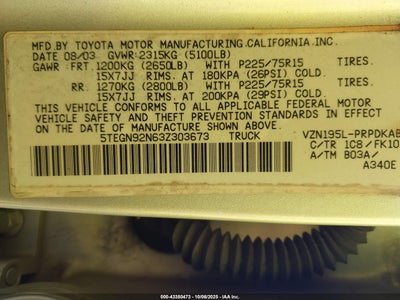 MFD. BY TOYOTA MOTOR MANUFACTURING,CALIFORNIA,INC.
DATE 08/03 GVWR 2315KG (5100LB)
GAWR FRT. 1200KG (2650LB) WITH P225/75R15 TIRES.
15X7JJ RIMS. AT 180KPA (26PSI) COLD.
RR. 1270KG (2800LB) WITH P225/75R15 TIRES.
15X7JJ RIMS. AT 200KPA (29PSI) COLD.
THIS VEHICLE CONFORMS TO ALL APPLICABLE FEDERAL MOTOR
VEHICLE SAFETY AND THEFT PREVENTION STANDARDS IN EFFECT
ON THE DATE OF MANUFACTURE SHOWN ABOVE.
5TEGN92N63Z303673 TRUCK
VZN195L-PRPDKAB
C/TR 1C8 /FK10
A/TM B03A/
A340E
000-43380473 - 10/08/2025 - IAA Inc.